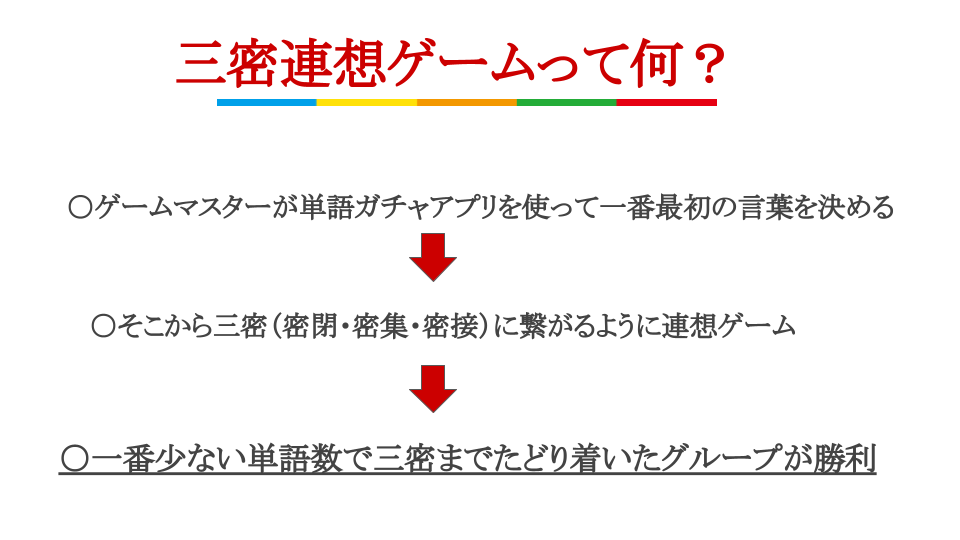 三密連想ゲームって何？
〇ゲームマスターが単語ガチャアプリを使って一番最初の言葉を決める
〇そこから三密（密閉・密集・密接）に繋がるように連想ゲーム
〇一番少ない単語数で三密までたどり着いたグループが勝利